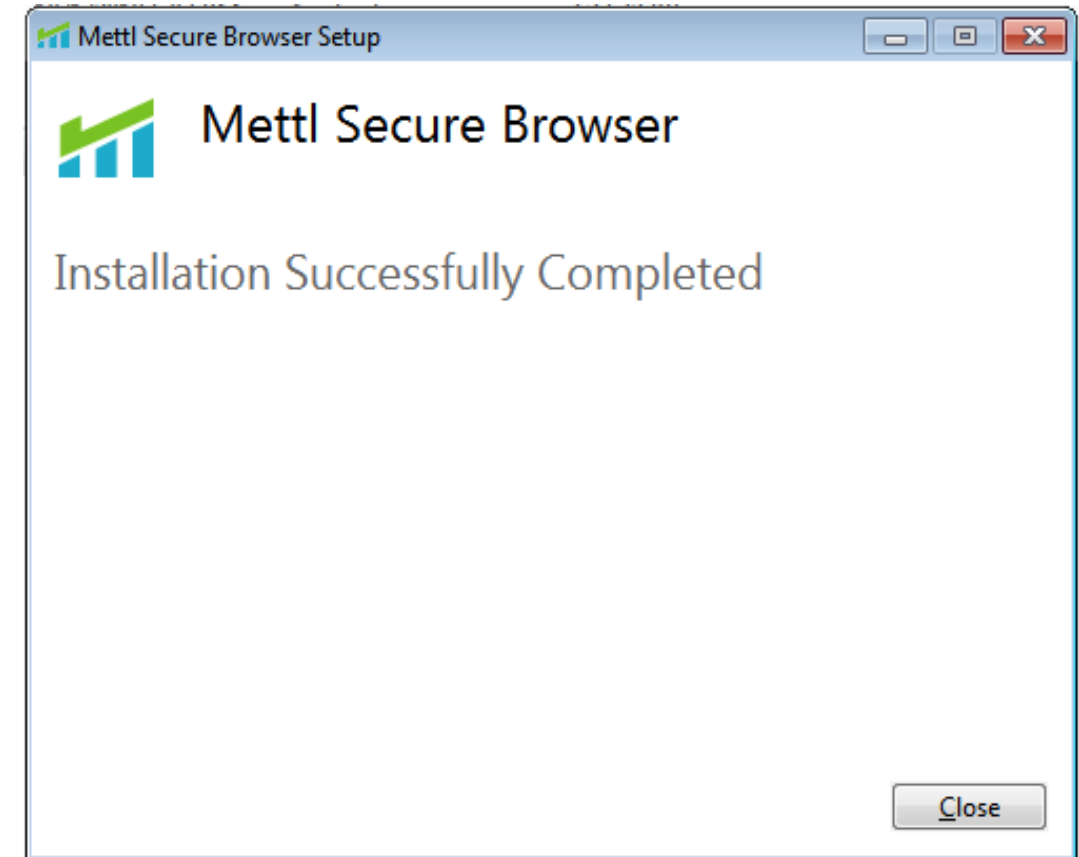 Mettl Secure Browser Setup
Mettl Secure Browser
Installation Successfully Completed
Close